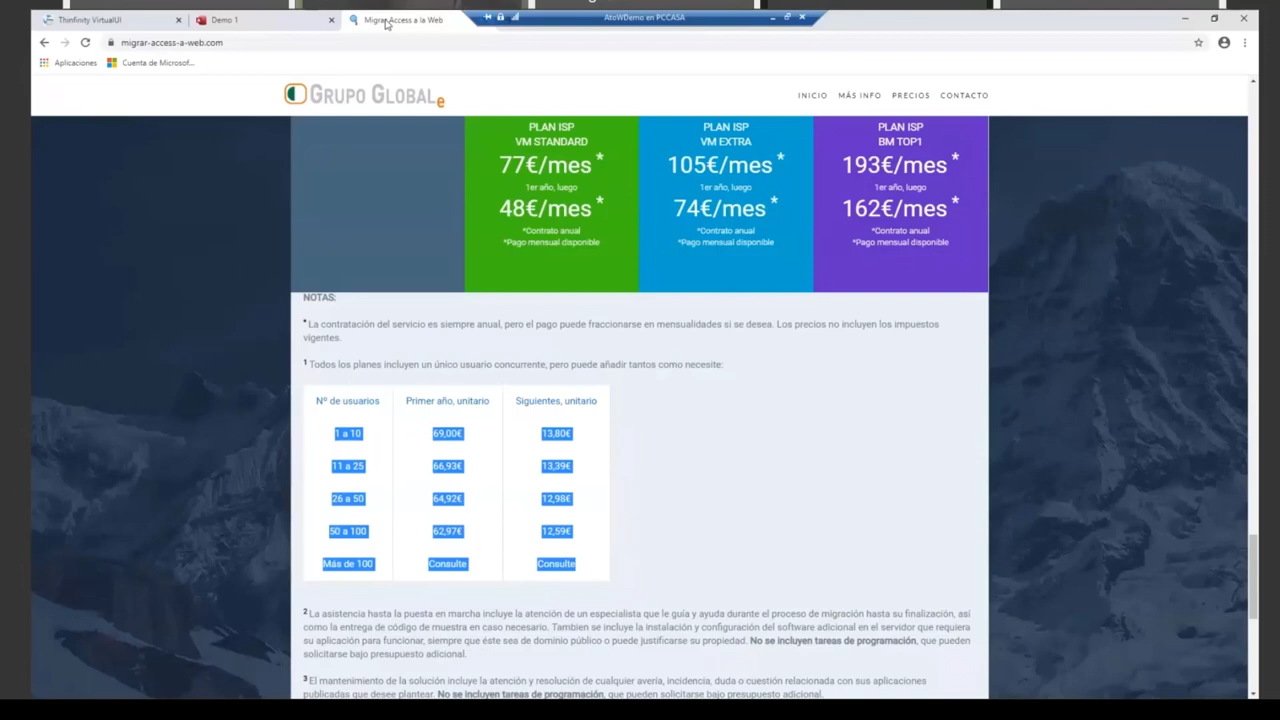 Thinfinity VirtualUI
Demo 1
Migrar Access a la Web
AtoWDemo en PCCASA
migrar-access-a-web.com
Aplicaciones
Cuenta de Microsof...
GRUPO GLOBALe
INICIO MÁS INFO PRECIOS CONTACTO
PLAN ISP
VM STANDARD
77€/mes *
1er año, luego
48€/mes *
*Contrato anual
*Pago mensual disponible
PLAN ISP
VM EXTRA
105€/mes *
1er año, luego
74€/mes *
*Contrato anual
*Pago mensual disponible
PLAN ISP
BM TOP1
193€/mes *
1er año, luego
162€/mes *
*Contrato anual
*Pago mensual disponible
NOTAS:
* La contratación del servicio es siempre anual, pero el pago puede fraccionarse en mensualidades si se desea. Los precios no incluyen los impuestos
vigentes.
1 Todos los planes incluyen un único usuario concurrente, pero puede añadir tantos como necesite:
Nº de usuarios Primer año, unitario Siguientes, unitario
1 a 10 69,00€ 13,80€
11 a 25 66,93€ 13,39€
26 a 50 64,92€ 12,98€
50 a 100 62,97€ 12,59€
Más de 100 Consulte Consulte
2 La asistencia hasta la puesta en marcha incluye la atención de un especialista que le guía y ayuda durante el proceso de migración hasta su finalización, así
como la entrega de código de muestra en caso necesario. Tambien se incluye la instalación y configuración del software adicional en el servidor que requiera
su aplicación para funcionar, siempre que éste sea de dominio público o puede justificarse su propiedad. No se incluyen tareas de programación, que pueden
solicitarse bajo presupuesto adicional.
3 El mantenimiento de la solución incluye la atención y resolución de cualquier avería, incidencia, duda o cuestión relacionada con sus aplicaciones
publicadas que desee plantear. No se incluyen tareas de programación, que pueden solicitarse bajo presupuesto adicional.